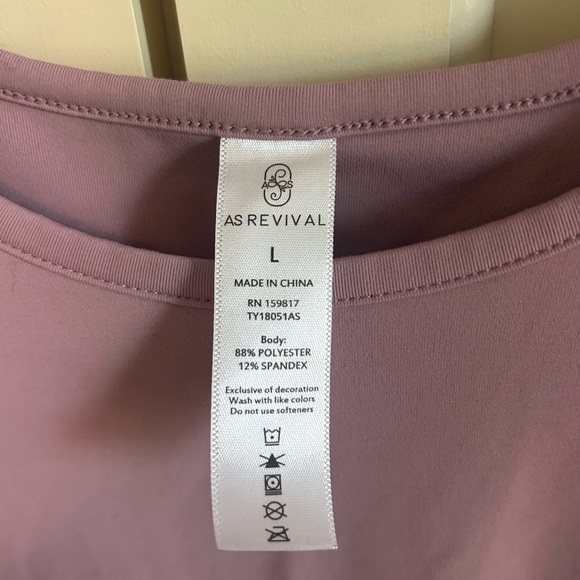 A S
AS REVIVAL
L
MADE IN CHINA
RN 159817
TY18051AS
Body:
88% POLYESTER
12% SPANDEX
Exclusive of decoration
Wash with like colors
Do not use softeners